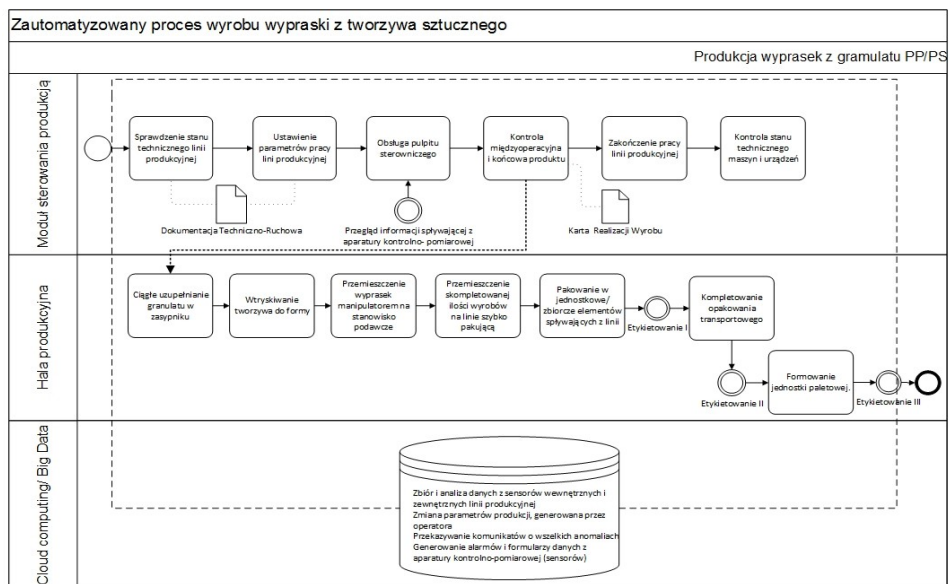 Zautomatyzowany proces wyrobu wypraski z tworzywa sztucznego
Produkcja wyprasek z granulatu PP/PS
Moduł sterowania produkcją
Sprawdzenie stanu
technicznego linii
produkcyjnej
Ustawienie
parametrów pracy
lini produkcyjnej
Obsługa pulpitu
sterowniczego
Kontrola
międzyoperacyjna
i końcowa produktu
Zakończenie pracy
linii produkcyjnej
Kontrola stanu
technicznego
maszyn i urządzeń
Dokumentacja Techniczno-Ruchowa
Przegląd informacji spływającej z
aparatury kontrolno- pomiarowej
Karta Realizacji Wyrobu
Hala produkcyjna
Ciągłe uzupełnianie
granulatu w
zasypniku
Wtryskiwanie
tworzywa do formy
Przemieszczenie
wyprasek
manipulatorem na
stanowisko
podawcze
Przemieszczenie
skompletowanej
ilości wyrobów
na linie szybko
pakującą
Pakowanie w
jednostkowe/
zbiorcze elementów
spływających z linii
Etykietowanie I
Kompletowanie
opakowania
transportowego
Etykietowanie II
Formowanie
jednostki paletowej.
Etykietowanie III
Cloud computing/ Big Data
Zbiór i analiza danych z sensorów wewnętrznych i
zewnętrznych linii produkcyjnej
Zmiana parametrów produkcji, generowana przez
operatora
Przekazywanie komunikatów o wszelkich anomaliach
Generowanie alarmów i formularzy danych z
aparatury kontrolno-pomiarowej (sensorów)